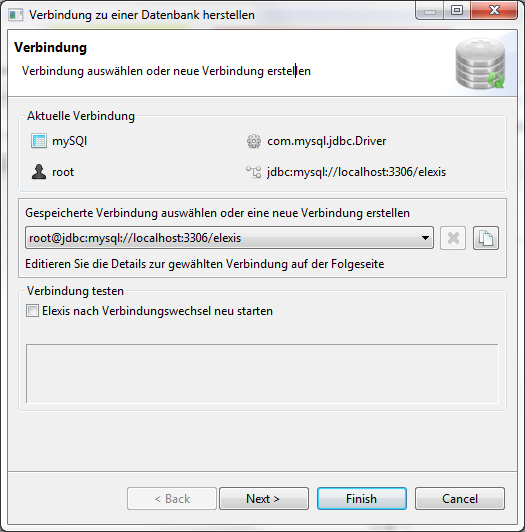 Verbindung zu einer Datenbank herstellen
Verbindung
Verbindung auswählen oder neue Verbindung erstellen
Aktuelle Verbindung
mySQl
com.mysql.jdbc.Driver
root
jdbc:mysql://localhost:3306/elexis
Gespeicherte Verbindung auswählen oder eine neue Verbindung erstellen
root@jdbc:mysql://localhost:3306/elexis
Editieren Sie die Details zur gewählten Verbindung auf der Folgeseite
Verbindung testen
Elexis nach Verbindungswechsel neu starten
< Back
Next >
Finish
Cancel